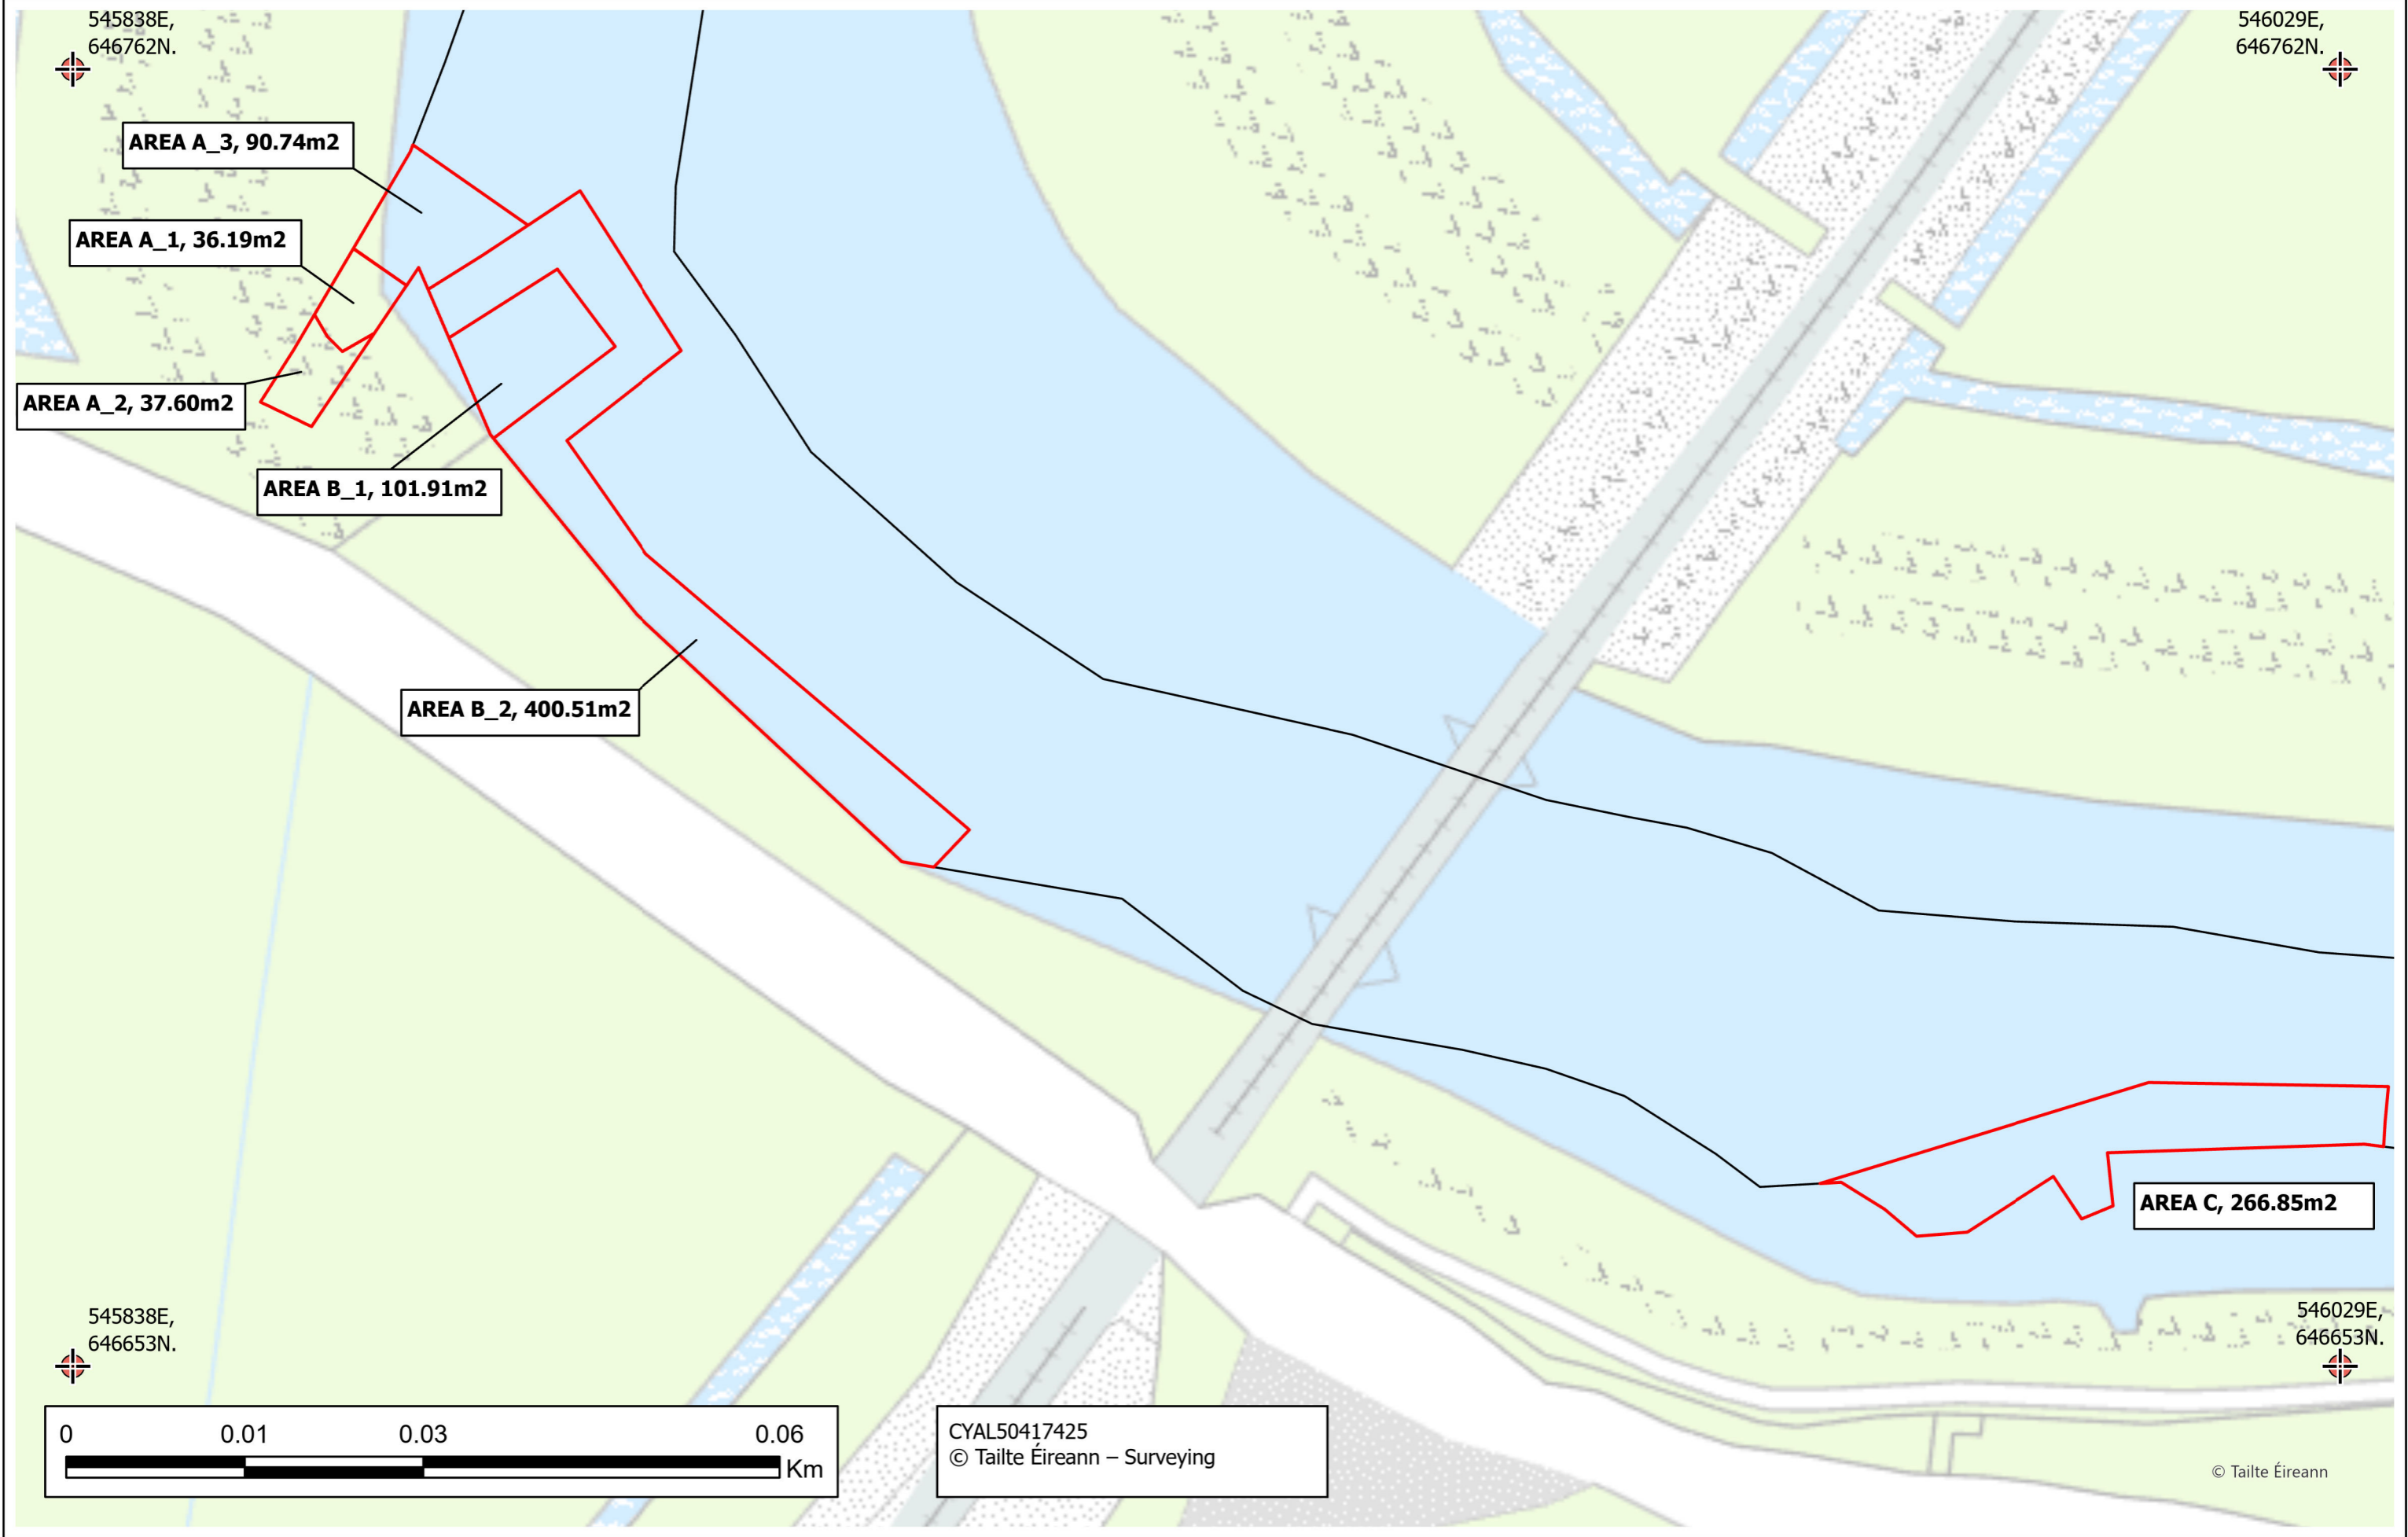 545838E,
646762N.
546029E,
646762N.
AREA A_3, 90.74m2
AREA A_1, 36.19m2
AREA A_2, 37.60m2
AREA B_1, 101.91m2
AREA B_2, 400.51m2
AREA C, 266.85m2
545838E,
646653N.
546029E,
646653N.
0 0.01 0.03 0.06
Km
CYAL50417425
© Tailte Éireann – Surveying
© Tailte Éireann